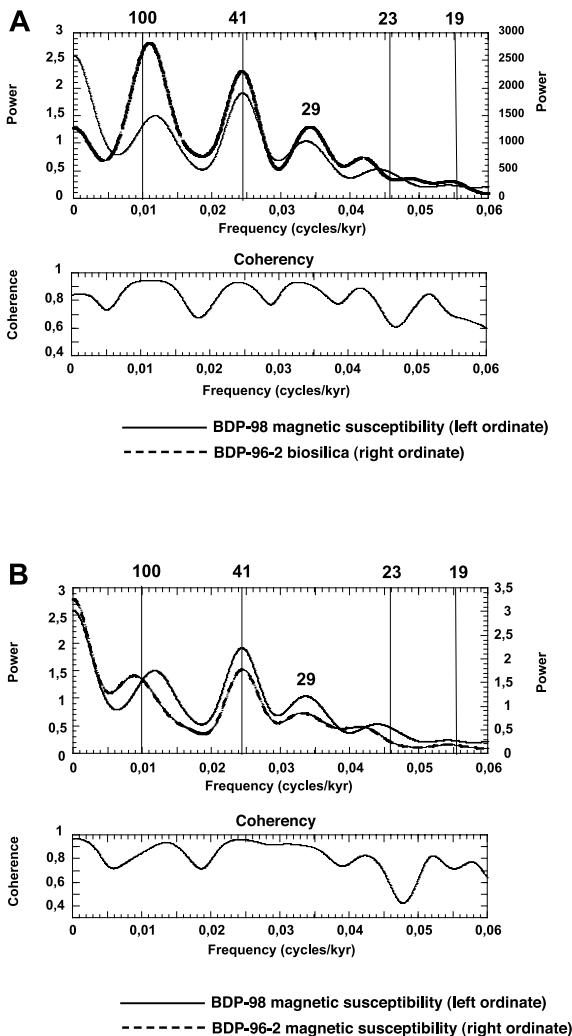 A
100 41 23 19
3 3000
2,5 2500
2 2000
1,5 1500
1 1000
0,5 500
0 0
Power
Power
29
0 0,01 0,02 0,03 0,04 0,05 0,06
Frequency (cycles/kyr)
Coherency
1
0,8
0,6
0,4
Coherence
0 0,01 0,02 0,03 0,04 0,05 0,06
Frequency (cycles/kyr)
BDP-98 magnetic susceptibility (left ordinate)
BDP-96-2 biosilica (right ordinate)
B
100 41 23 19
3 3,5
2,5 3
2 2,5
1,5 2
1 1,5
0,5 1
0 0,5
0
Power
Power
29
0 0,01 0,02 0,03 0,04 0,05 0,06
Frequency (cycles/kyr)
Coherency
1
0,8
0,6
0,4
Coherence
0 0,01 0,02 0,03 0,04 0,05 0,06
Frequency (cycles/kyr)
BDP-98 magnetic susceptibility (left ordinate)
BDP-96-2 magnetic susceptibility (right ordinate)